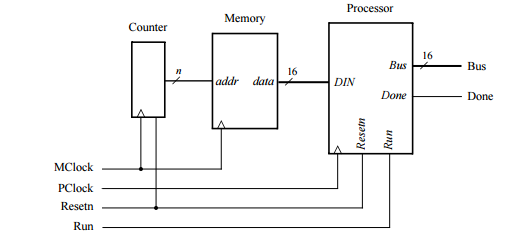 Processor
Memory
Counter
n
addr data
16
DIN
Bus
16
Bus
Done
Done
Resetn
Run
MClock
PClock
Resetn
Run